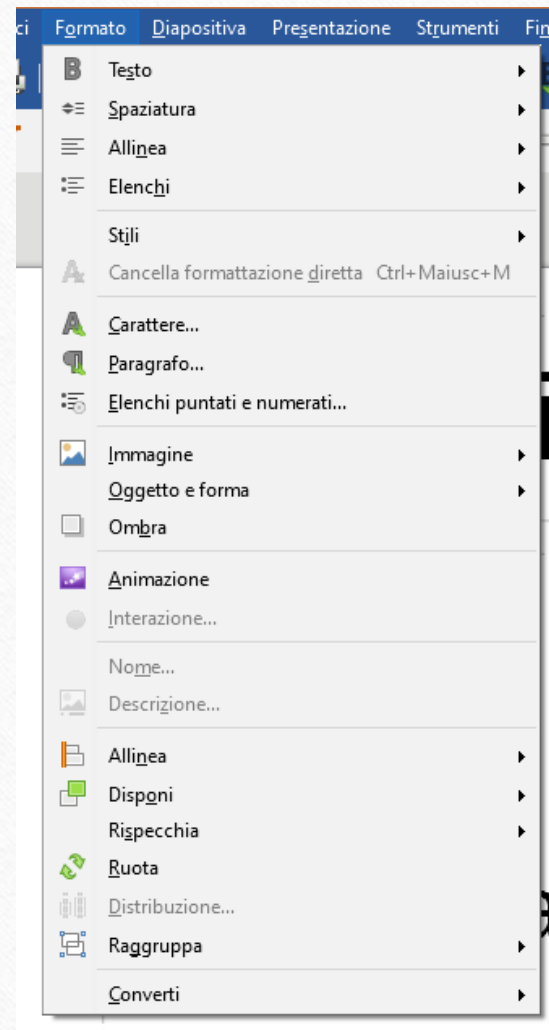 ci Formato Diapositiva Presentazione Strumenti Fin
Testo
Spaziatura
Allinea
Elenchi
Stili
Cancella formattazione diretta Ctrl+Maiusc+M
Carattere...
Paragrafo...
Elenchi puntati e numerati...
Immagine
Oggetto e forma
Ombra
Animazione
Interazione...
Nome...
Descrizione...
Allinea
Disponi
Rispecchia
Ruota
Distribuzione...
Raggruppa
Converti